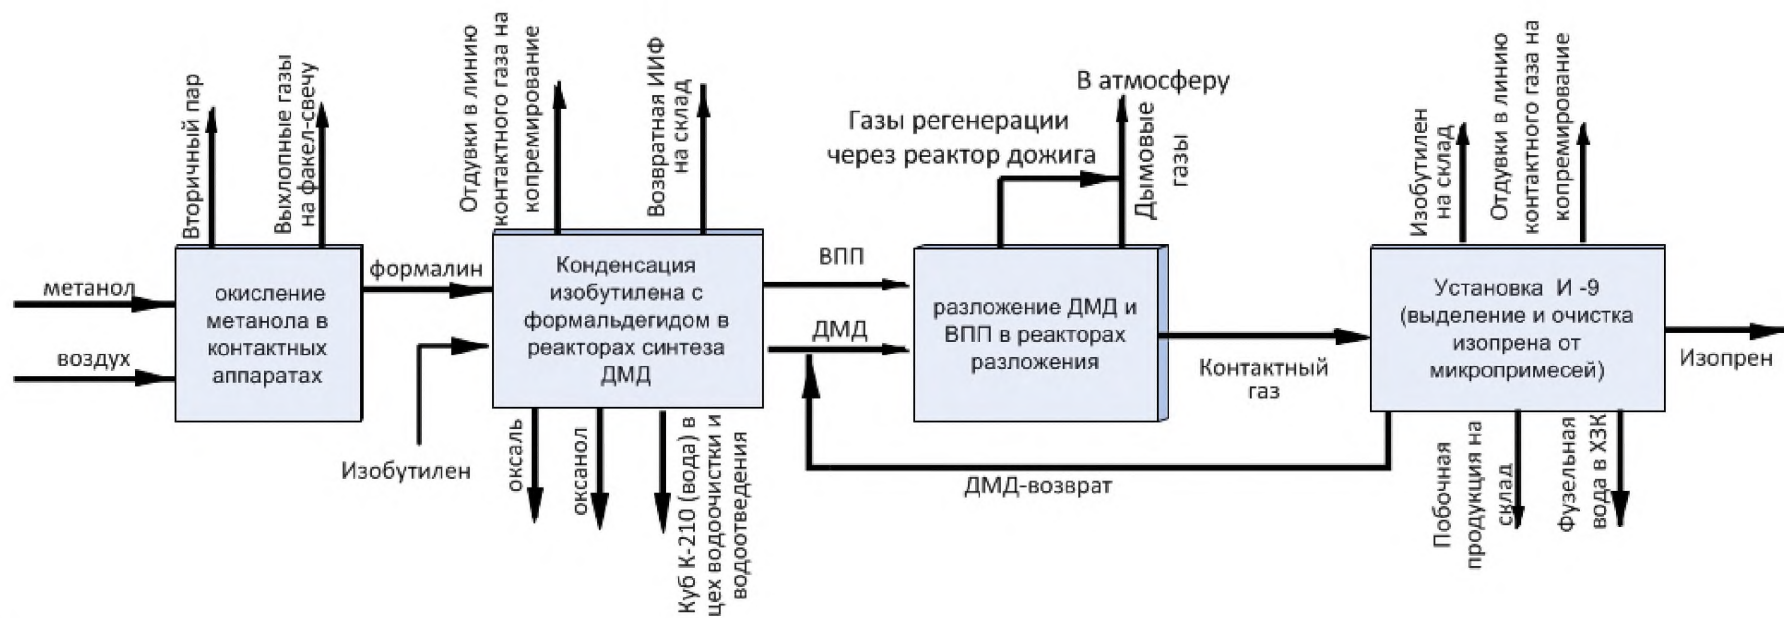 Вторичный пар
Выхлопные газы
на факел-свечу
метанол
воздух
окисление
метанола в
контактных
аппаратах
формалин
Изобутилен
Отдувки в линию
контактного газа на
копремирование
Возвратная ИИФ
на склад
Конденсация
изобутилена с
формальдегидом в
реакторах синтеза
ДМД
оксаль
оксанол
Куб К-210 (вода) в
цех водоочистки и
водоотведения
ВПП
ДМД
ДМД-возврат
Газы регенерации
через реактор дожига
В атмосферу
Дымовые
газы
разложение ДМД и
ВПП в реакторах
разложения
Контактный
газ
Изобутилен
на склад
Отдувки в линию
контактного газа на
копремирование
Установка И -9
(выделение и очистка
изопрена от
микропримесей)
Изопрен
Побочная
продукция на
склад
Фузельная
вода в ХЗК